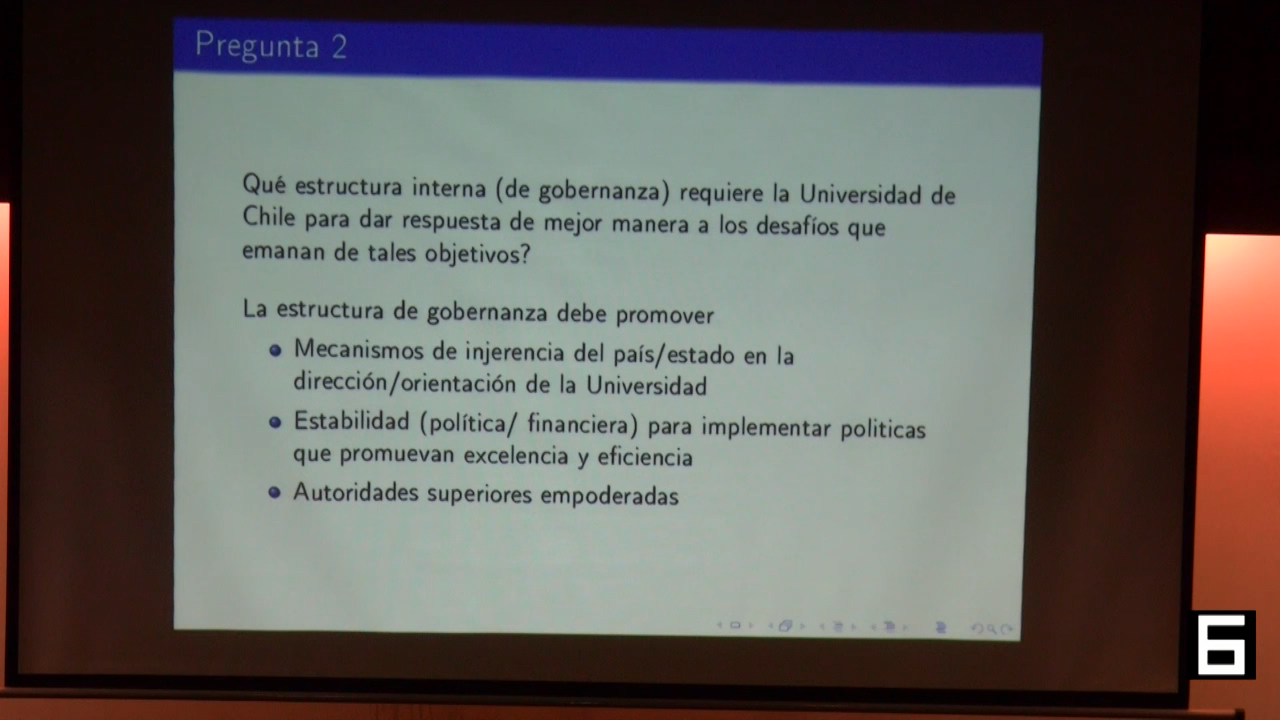 Pregunta 2
Qué estructura interna (de gobernanza) requiere la Universidad de
Chile para dar respuesta de mejor manera a los desafíos que
emanan de tales objetivos?
La estructura de gobernanza debe promover
Mecanismos de injerencia del país/estado en la
dirección/orientación de la Universidad
Estabilidad (política/ financiera) para implementar politicas
que promuevan excelencia y eficiencia
Autoridades superiores empoderadas
6